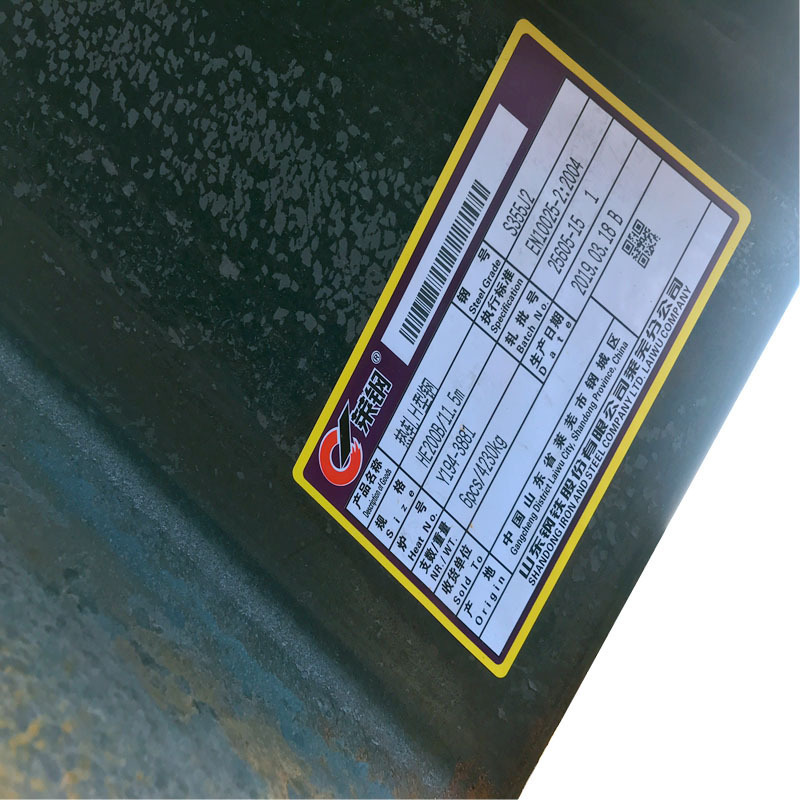 莱钢®
产品名称 Description of Goods 热轧H型钢
钢号 Steel Grade S355J2
规格 Size HE200B/11.5m
执行标准 Specification EN10025-2:2004
炉号 Heat No. Y194-3881
轧批号 Batch No. 25605-15 1
支数/重量 NR. WT. 6pcs/4230kg
生产日期 Date 2019.03.18 B
收货单位 Sold To
产地 Origin 中国山东省莱芜市钢城区
Gangcheng District Laiwu City, Shandong Province, China
山东钢铁股份有限公司莱芜分公司
SHANDONG IRON AND STEEL COMPANY LTD. LAIWU COMPANY